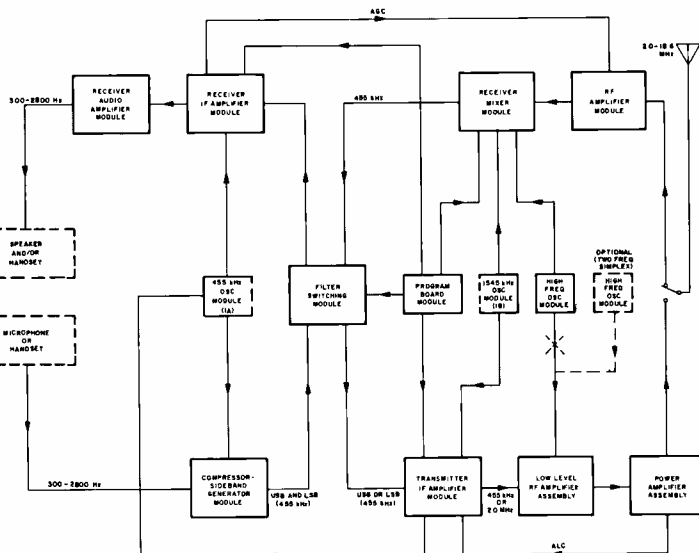 AGC
2.0-18.6
MHz
RECEIVER
AUDIO
AMPLIFIER
MODULE
RECEIVER
IF AMPLIFIER
MODULE
RECEIVER
MIXER
MODULE
RF
AMPLIFIER
MODULE
300-2800 Hz
455 kHz
SPEAKER
AND/OR
HANDSET
OPTIONAL
(TWO FREQ
SIMPLEX)
455 kHz
OSC
MODULE
(1A)
FILTER
SWITCHING
MODULE
PROGRAM
BOARD
MODULE
1545 kHz
OSC
MODULE
(1B)
HIGH
FREQ
OSC
MODULE
HIGH
FREQ
OSC MODULE
MICROPHONE
OR
HANDSET
300-2800 Hz
COMPRESSOR-
SIDEBAND
GENERATOR
MODULE
USB AND LSB
(455 kHz)
USB OR LSB
(455 kHz)
TRANSMITTER
IF AMPLIFIER
MODULE
455 kHz
OR
2.0 MHz
LOW LEVEL
RF AMPLIFIER
ASSEMBLY
POWER
AMPLIFIER
ASSEMBLY
ALC